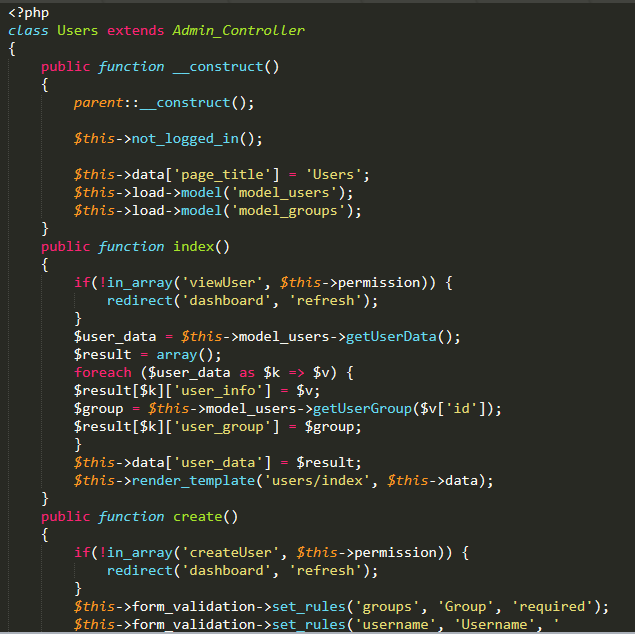 <?php
class Users extends Admin_Controller
{
public function __construct()
{
parent::__construct();
$this->not_logged_in();
$this->data['page_title'] = 'Users';
$this->load->model('model_users');
$this->load->model('model_groups');
}
public function index()
{
if(!in_array('viewUser', $this->permission)) {
redirect('dashboard', 'refresh');
}
$user_data = $this->model_users->getUserData();
$result = array();
foreach ($user_data as $k => $v) {
$result[$k]['user_info'] = $v;
$group = $this->model_users->getUserGroup($v['id']);
$result[$k]['user_group'] = $group;
}
$this->data['user_data'] = $result;
$this->render_template('users/index', $this->data);
}
public function create()
{
if(!in_array('createUser', $this->permission)) {
redirect('dashboard', 'refresh');
}
$this->form_validation->set_rules('groups', 'Group', 'required');
$this->form_validation->set_rules('username', 'Username', '